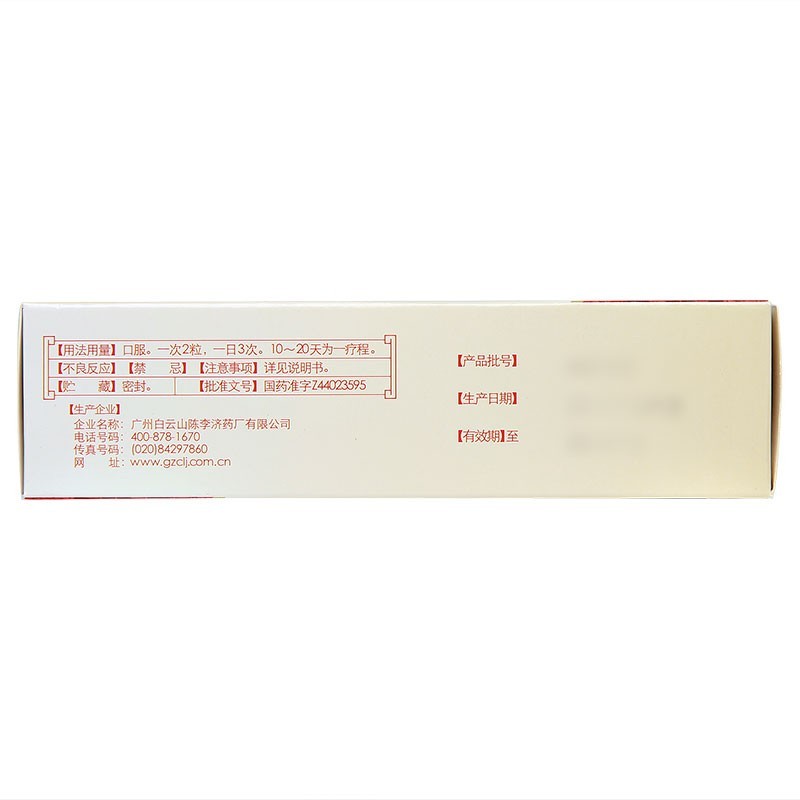 【用法用量】口服。一次2粒，一日3次。10～20天为一疗程。
【不良反应】【禁　　忌】【注意事项】详见说明书。
【贮　　藏】密封。　【批准文号】国药准字Z44023595
【生产企业】
企业名称：广州白云山陈李济药厂有限公司
电话号码：400-878-1670
传真号码：(020)84297860
网　　址：www.gzclj.com.cn
【产品批号】
【生产日期】
【有效期】至